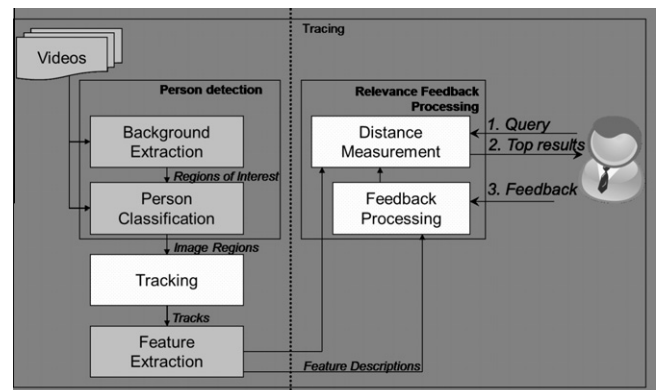 Tracing
Videos
Person detection
Background
Extraction
Regions of Interest
Person
Classification
Image Regions
Tracking
Tracks
Feature
Extraction
Feature Descriptions
Relevance Feedback
Processing
Distance
Measurement
Feedback
Processing
1. Query
2. Top results
3. Feedback